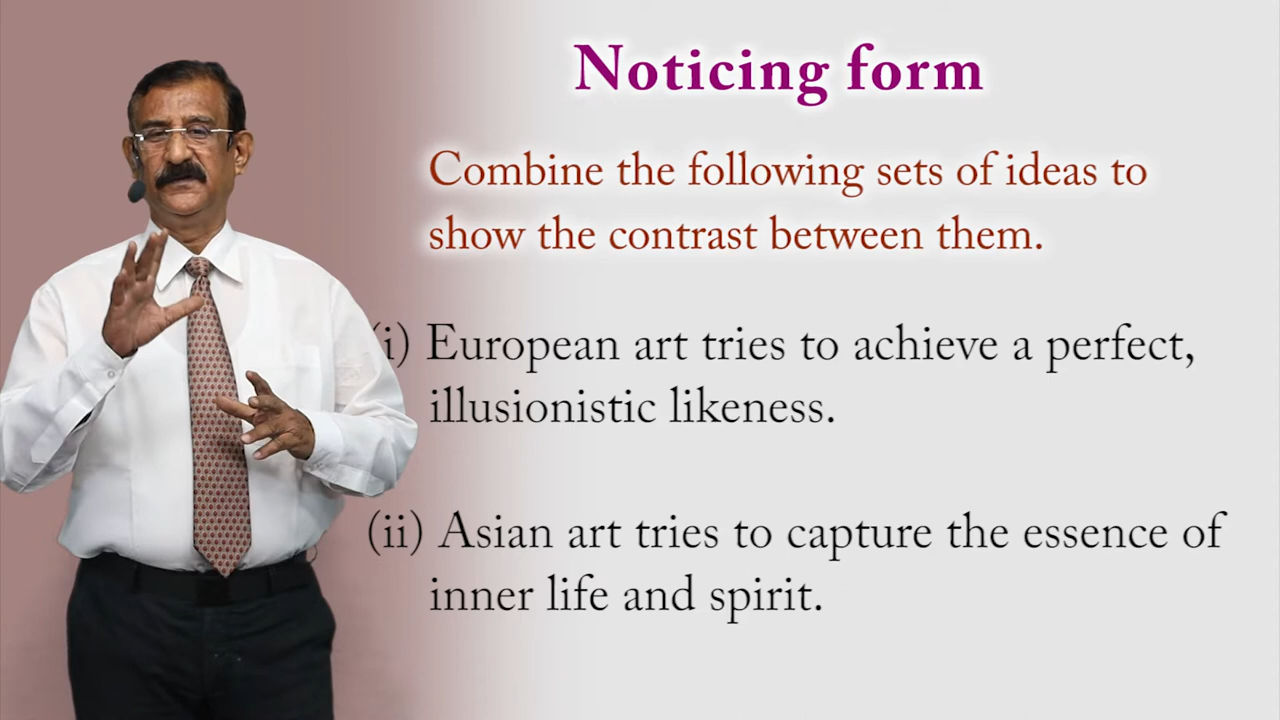 Noticing form
Combine the following sets of ideas to
show the contrast between them.
(i) European art tries to achieve a perfect,
illusionistic likeness.
(ii) Asian art tries to capture the essence of
inner life and spirit.